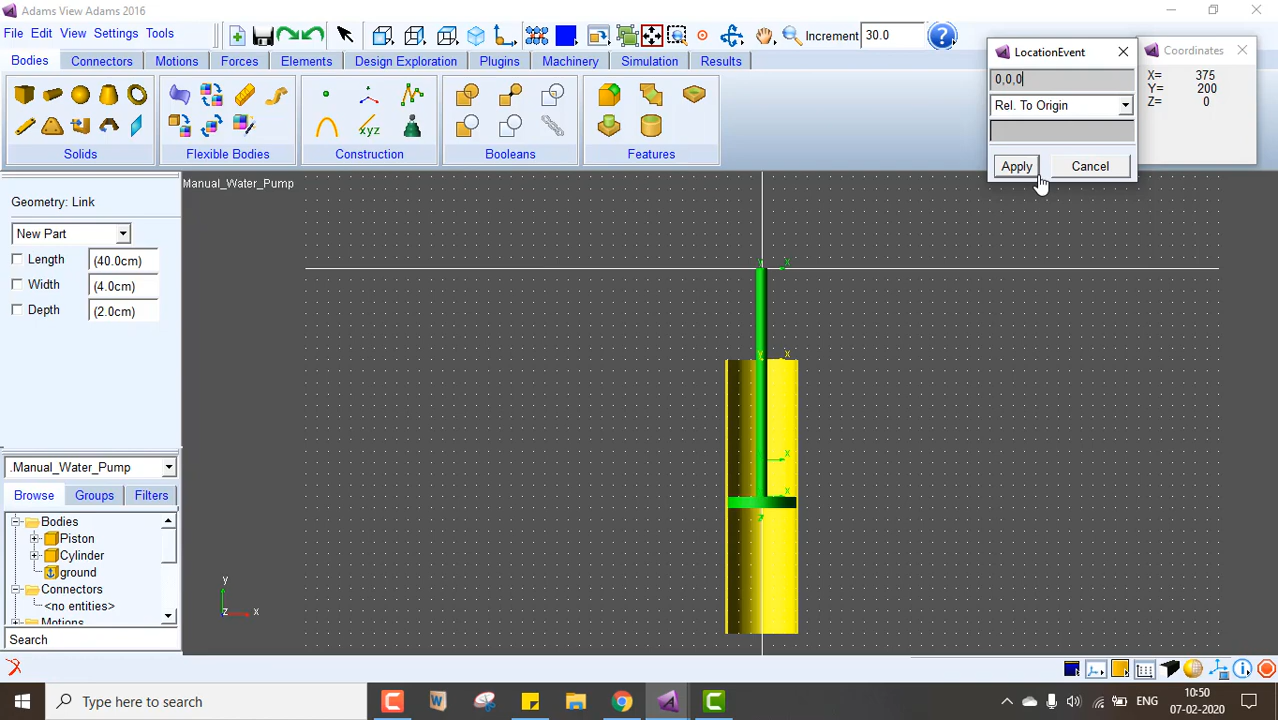 Adams View Adams 2016
File Edit View Settings Tools
Increment 30.0
Bodies Connectors Motions Forces Elements Design Exploration Plugins Machinery Simulation Results
xyz
Solids Flexible Bodies Construction Booleans Features
LocationEvent
0,0,0
Rel. To Origin
Apply Cancel
Coordinates
X= 375
Y= 200
Z= 0
Manual_Water_Pump
Geometry: Link
New Part
Length (40.0cm)
Width (4.0cm)
Depth (2.0cm)
y x
y x
x
x
z
y
z x
.Manual_Water_Pump
Browse Groups Filters
Bodies
Piston
Cylinder
ground
Connectors
<no entities>
Motions
Search
Type here to search
ENG
10:50
07-02-2020